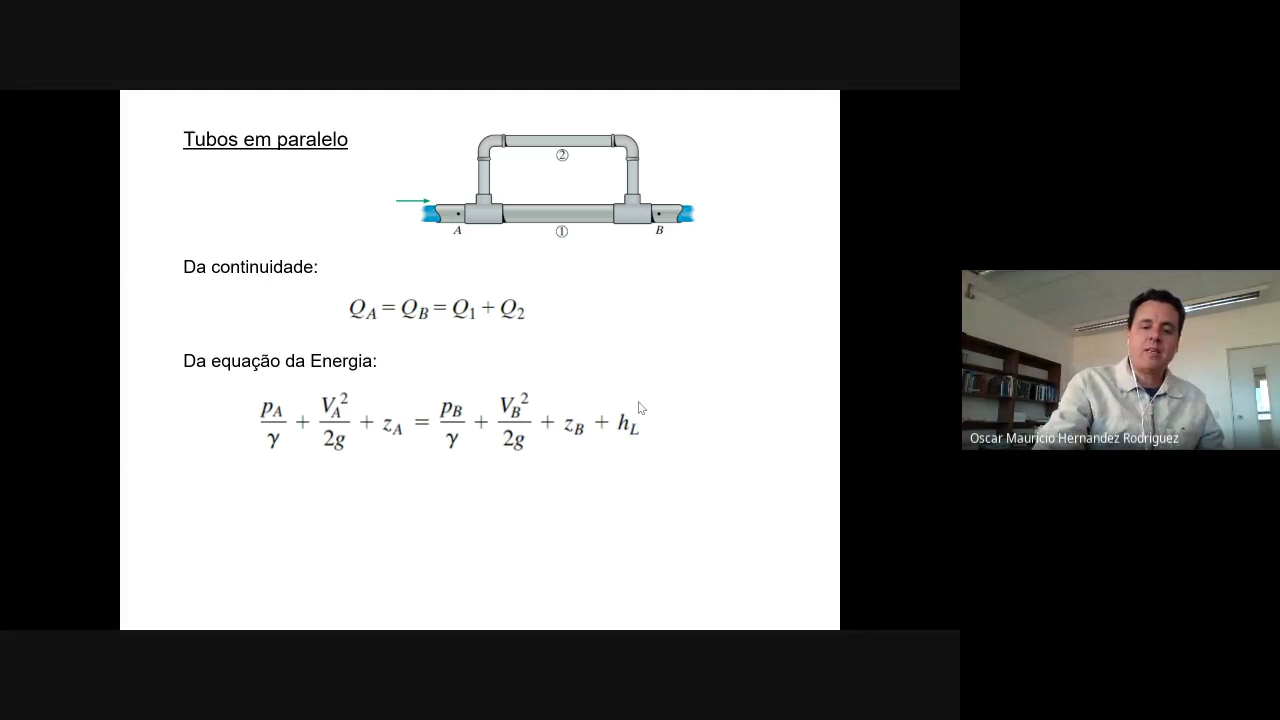 Tubos em paralelo
②
A
①
B
Da continuidade:
Q_A = Q_B = Q_1 + Q_2
Da equação da Energia:
p_A/γ + V_A²/2g + z_A = p_B/γ + V_B²/2g + z_B + h_L
Oscar Mauricio Hernandez Rodriguez